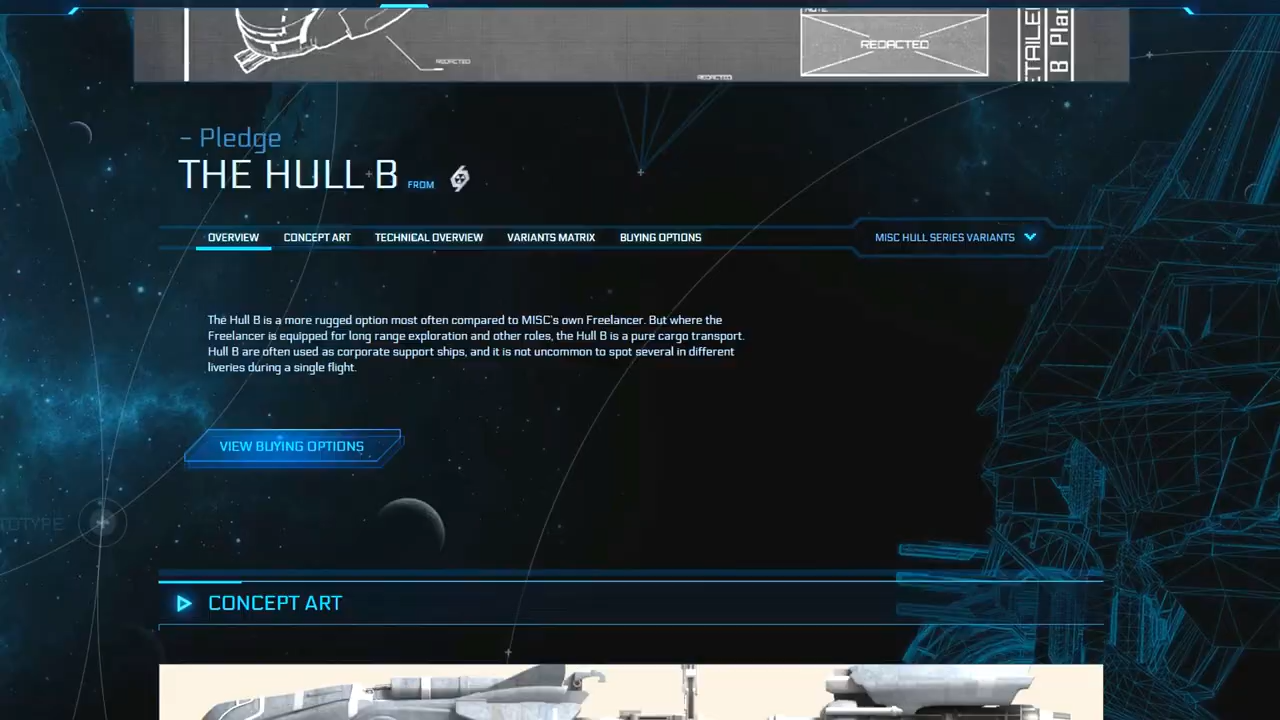 NOTE
REDACTED
REDACTED
REDACTED
B Plan
– Pledge
THE HULL B FROM
OVERVIEW CONCEPT ART TECHNICAL OVERVIEW VARIANTS MATRIX BUYING OPTIONS MISC HULL SERIES VARIANTS
The Hull B is a more rugged option most often compared to MISC's own Freelancer. But where the
Freelancer is equipped for long range exploration and other roles, the Hull B is a pure cargo transport.
Hull B are often used as corporate support ships, and it is not uncommon to spot several in different
liveries during a single flight.
VIEW BUYING OPTIONS
CONCEPT ART